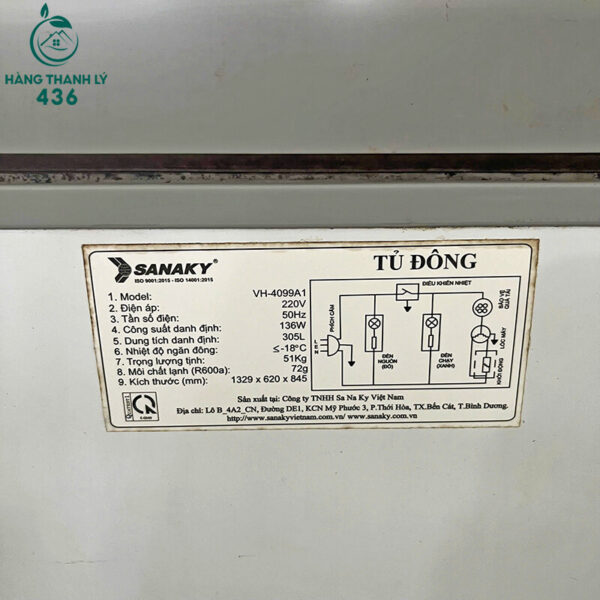 HÀNG THANH LÝ
436
SANAKY
ISO 9001:2015 - ISO 14001:2015
TỦ ĐÔNG
1. Model: VH-4099A1
2. Điện áp: 220V
3. Tần số điện: 50Hz
4. Công suất danh định: 136W
5. Dung tích danh định: 305L
6. Nhiệt độ ngăn đông: ≤-18°C
7. Trọng lượng tịnh: 51Kg
8. Môi chất lạnh (R600a): 72g
9. Kích thước (mm): 1329 x 620 x 845
ĐIỀU KHIỂN NHIỆT
BẢO VỆ
QUÁ TẢI
PHÍCH CẮM
L E N
ĐÈN
NGUỒN
(ĐỎ)
ĐÈN
CHẠY
(XANH)
LỐC MÁY
KHỞI ĐỘNG
Sản xuất tại: Công ty TNHH Sa Na Ky Việt Nam
Địa chỉ: Lô B_4A2_CN, Đường DE1, KCN Mỹ Phước 3, P.Thới Hòa, TX.Bến Cát, T.Bình Dương.
http://www.sanakyvietnam.com.vn/ www.sanaky.com.vn